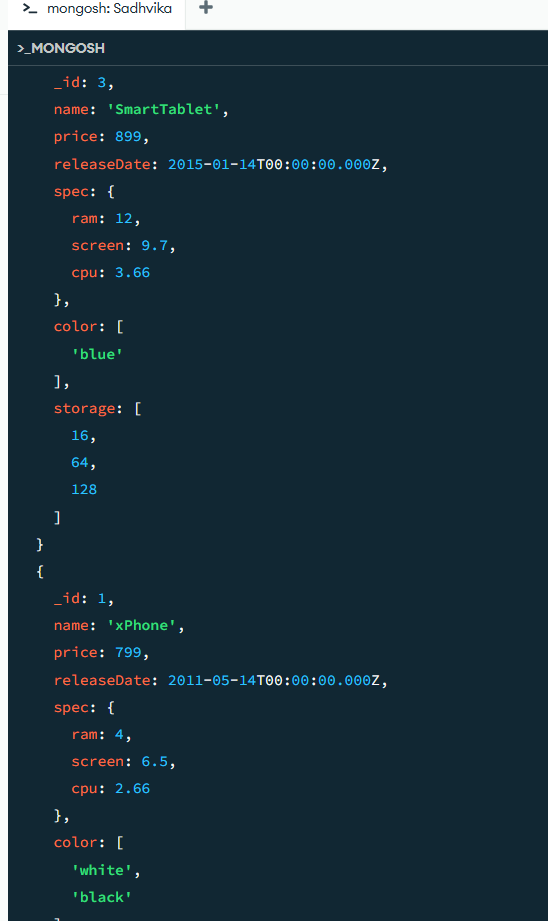 >_ mongosh: Sadhvika +
>_MONGOSH
_id: 3,
name: 'SmartTablet',
price: 899,
releaseDate: 2015-01-14T00:00:00.000Z,
spec: {
ram: 12,
screen: 9.7,
cpu: 3.66
},
color: [
'blue'
],
storage: [
16,
64,
128
]
}
{
_id: 1,
name: 'xPhone',
price: 799,
releaseDate: 2011-05-14T00:00:00.000Z,
spec: {
ram: 4,
screen: 6.5,
cpu: 2.66
},
color: [
'white',
'black'